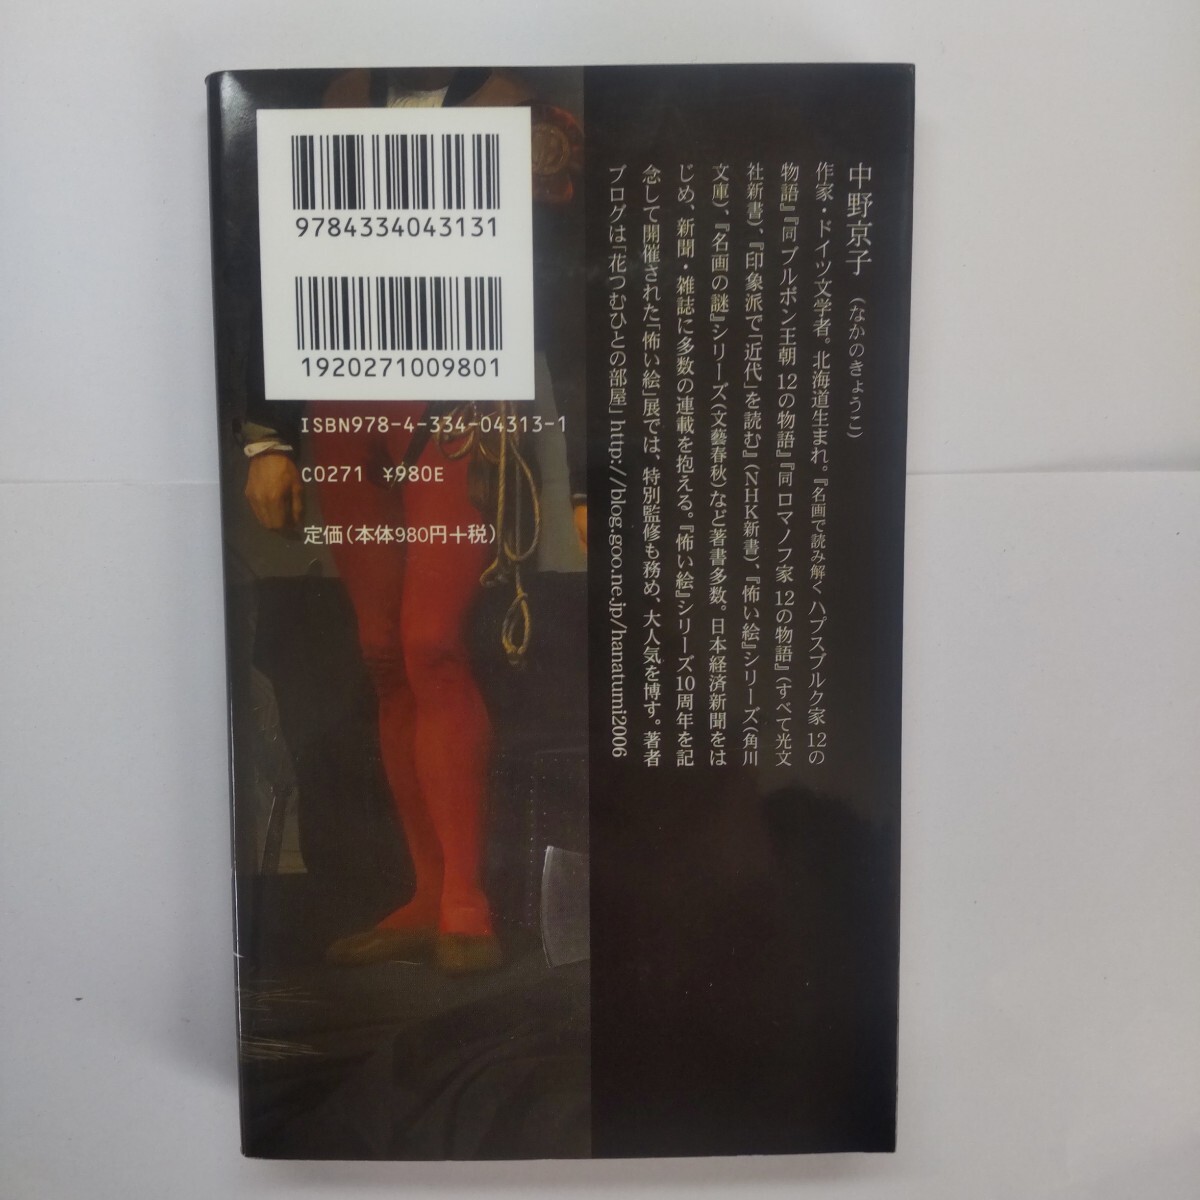 9784334043131
1920271009801
ISBN978-4-334-04313-1
C0271 ¥980E
定価(本体980円+税)
中野京子(なかのきょうこ)
作家・ドイツ文学者。北海道生まれ。『名画で読み解く ハプスブルク家 12の
物語』『同 ブルボン王朝 12の物語』『同 ロマノフ家 12の物語』(すべて光文
社新書)、『印象派で「近代」を読む』(NHK新書)、『怖い絵』シリーズ(角川
文庫)、『名画の謎』シリーズ(文藝春秋)など著書多数。日本経済新聞をは
じめ、新聞・雑誌に多数の連載を抱える。『怖い絵』シリーズ10周年を記
念して開催された「怖い絵」展では、特別監修も務め、大人気を博す。著者
ブログは「花つむひとの部屋」http://blog.goo.ne.jp/hanatumi2006